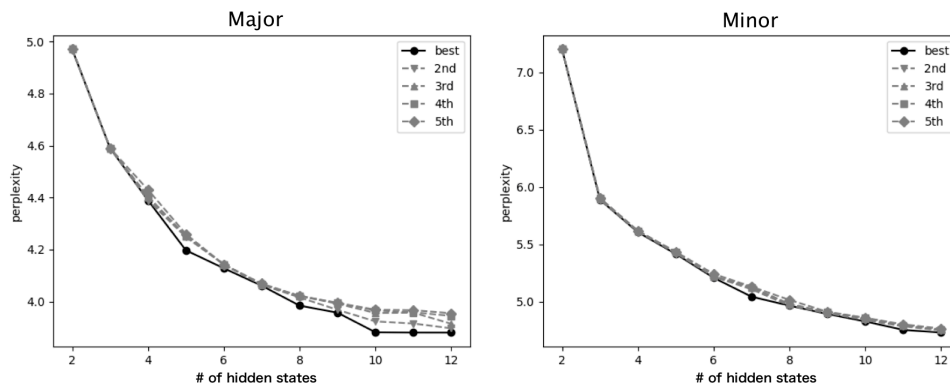 Major
5.0
4.8
4.6
4.4
4.2
4.0
perplexity
best
2nd
3rd
4th
5th
2 4 6 8 10 12
# of hidden states
Minor
7.0
6.5
6.0
5.5
5.0
perplexity
best
2nd
3rd
4th
5th
2 4 6 8 10 12
# of hidden states